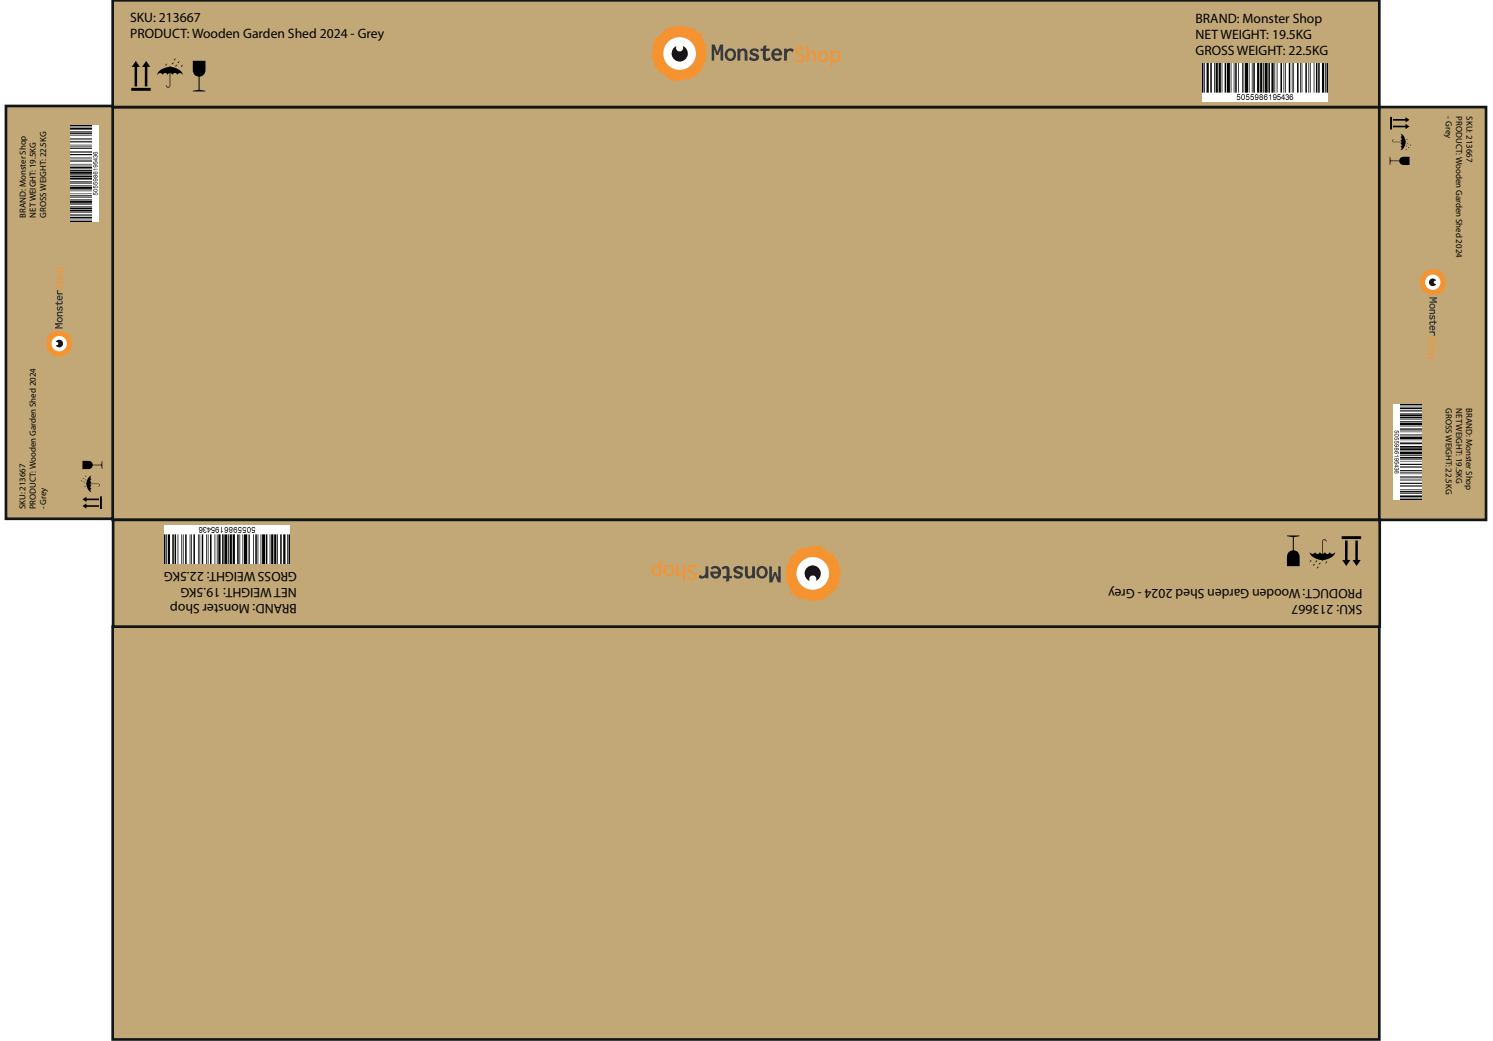 SKU: 213667
PRODUCT: Wooden Garden Shed 2024 - Grey
MonsterShop
BRAND: Monster Shop
NET WEIGHT: 19.5KG
GROSS WEIGHT: 22.5KG
5055986195436
BRAND: Monster Shop
NET WEIGHT: 19.5KG
GROSS WEIGHT: 22.5KG
5055986195436
MonsterShop
SKU: 213667
PRODUCT: Wooden Garden Shed 2024
- Grey
SKU: 213667
PRODUCT: Wooden Garden Shed 2024
- Grey
MonsterShop
BRAND: Monster Shop
NET WEIGHT: 19.5KG
GROSS WEIGHT: 22.5KG
5055986195436
SKU: 213667
PRODUCT: Wooden Garden Shed 2024 - Grey
MonsterShop
BRAND: Monster Shop
NET WEIGHT: 19.5KG
GROSS WEIGHT: 22.5KG
5055986195436